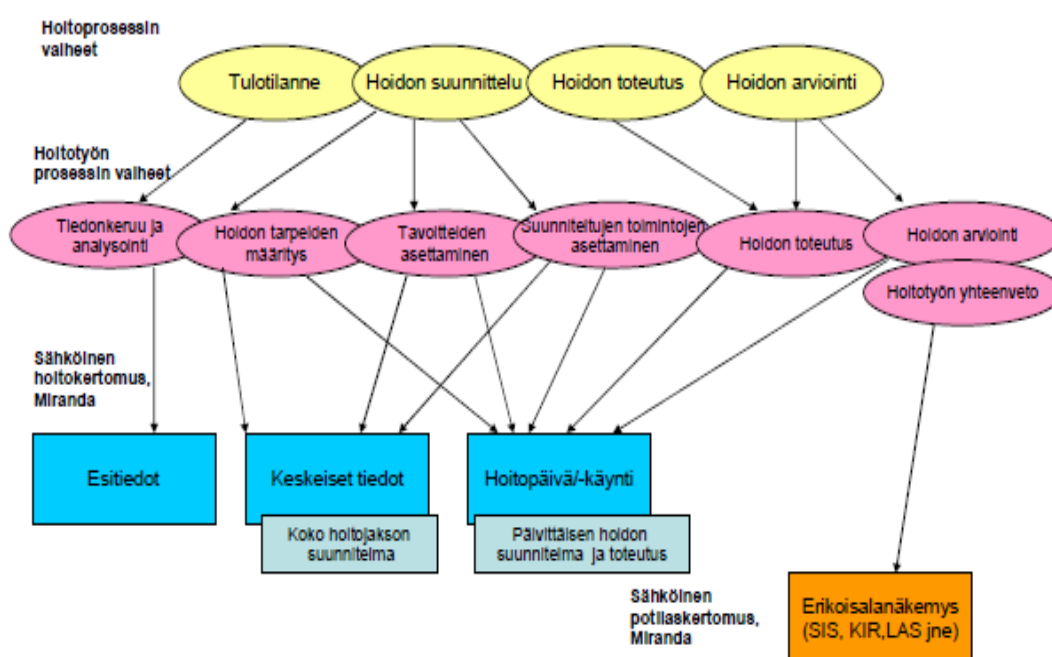 Hoitoprosessin
vaiheet
Tulotilanne
Hoidon suunnittelu
Hoidon toteutus
Hoidon arviointi
Hoitotyön
prosessin vaiheet
Tiedonkeruu ja
analysointi
Hoidon tarpeiden
määritys
Tavoitteiden
asettaminen
Suunniteltujen toimintojen
asettaminen
Hoidon toteutus
Hoidon arviointi
Hoitotyön yhteenveto
Sähköinen
hoitokertomus,
Miranda
Esitiedot
Keskeiset tiedot
Hoitopäivä/-käynti
Koko hoitojakson
suunnitelma
Päivittäisen hoidon
suunnitelma ja toteutus
Sähköinen
potilaskertomus,
Miranda
Erikoisalanäkemys
(SIS, KIR,LAS jne)